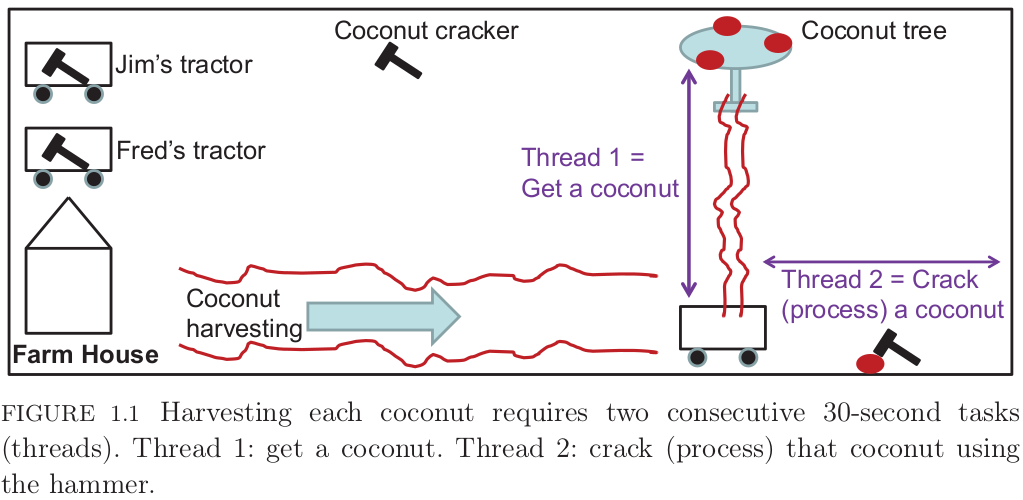 Coconut cracker
Coconut tree
Jim's tractor
Fred's tractor
Thread 1 =
Get a coconut
Thread 2 = Crack
(process) a coconut
Coconut
harvesting
Farm House
FIGURE 1.1 Harvesting each coconut requires two consecutive 30-second tasks
(threads). Thread 1: get a coconut. Thread 2: crack (process) that coconut using
the hammer.